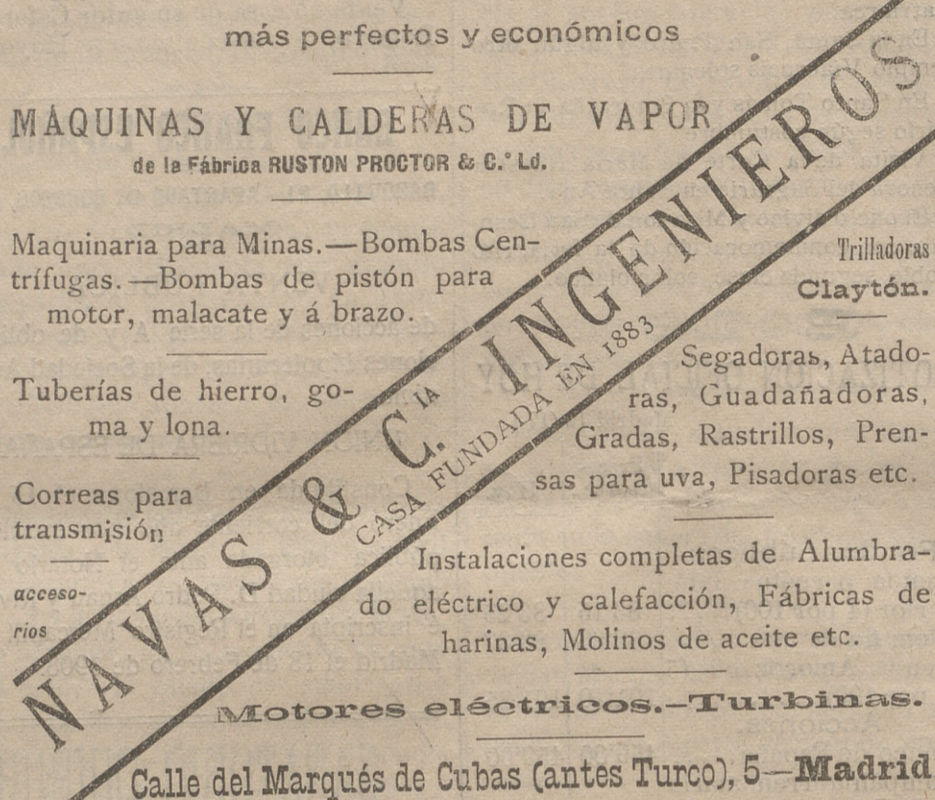 más perfectos y económicos
MÁQUINAS Y CALDERAS DE VAPOR
de la Fábrica RUSTON PROCTOR & C.ª Ld.
Maquinaria para Minas.—Bombas Cen-
trífugas.—Bombas de pistón para
motor, malacate y á brazo.
Tuberías de hierro, go-
ma y lona.
Correas para
transmisión
acceso-
rios
NAVAS & C.IA INGENIEROS
CASA FUNDADA EN 1883
Trilladoras
Claytón.
Segadoras, Atado-
ras, Guadañadoras,
Gradas, Rastrillos, Pren-
sas para uva, Pisadoras etc.
Instalaciones completas de Alumbra-
do eléctrico y calefacción, Fábricas de
harinas, Molinos de aceite etc.
Motores eléctricos.—Turbinas.
Calle del Marqués de Cubas (antes Turco), 5—Madrid